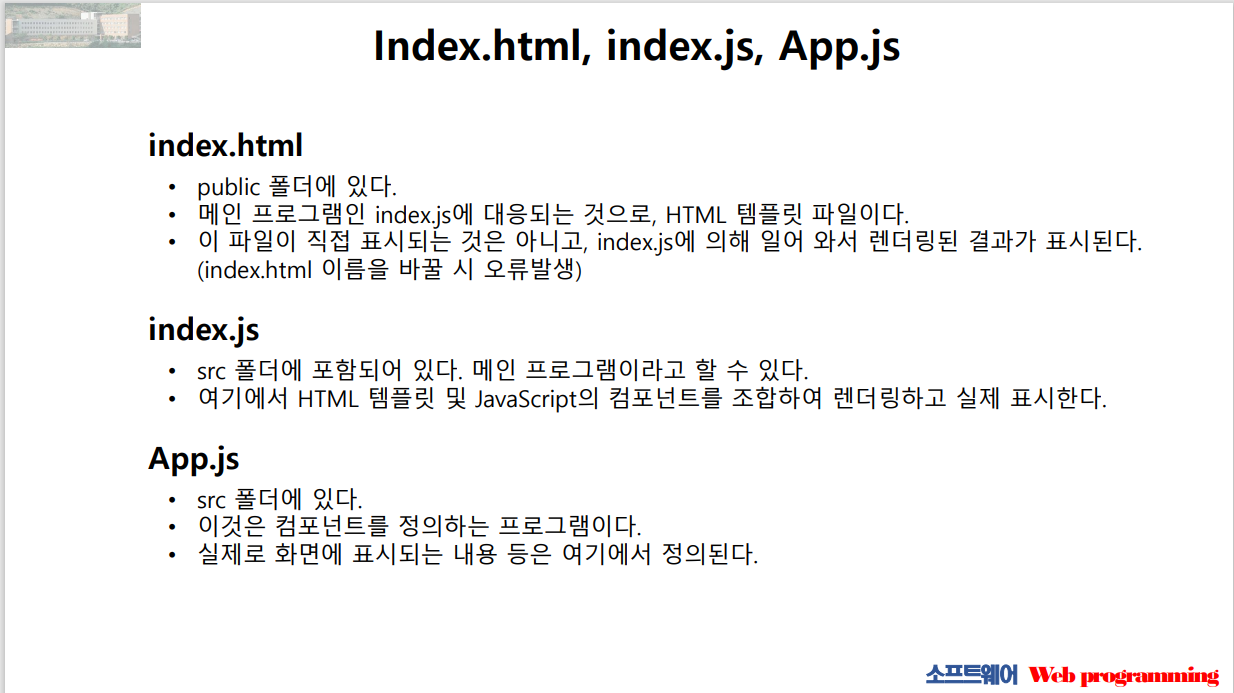 Index.html, index.js, App.js
index.html
• public 폴더에 있다.
• 메인 프로그램인 index.js에 대응되는 것으로, HTML 템플릿 파일이다.
• 이 파일이 직접 표시되는 것은 아니고, index.js에 의해 일어 와서 렌더링된 결과가 표시된다.
(index.html 이름을 바꿀 시 오류발생)
index.js
• src 폴더에 포함되어 있다. 메인 프로그램이라고 할 수 있다.
• 여기에서 HTML 템플릿 및 JavaScript의 컴포넌트를 조합하여 렌더링하고 실제 표시한다.
App.js
• src 폴더에 있다.
• 이것은 컴포넌트를 정의하는 프로그램이다.
• 실제로 화면에 표시되는 내용 등은 여기에서 정의된다.
소프트웨어 Web programming